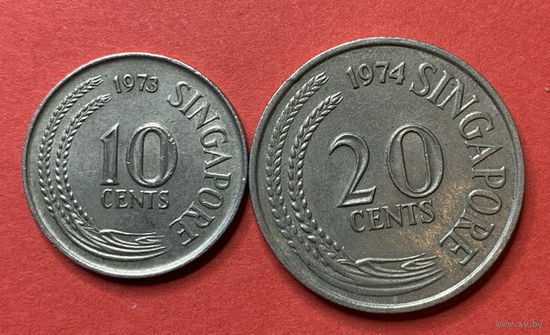 1973
SINGAPORE
10
CENTS
1974
SINGAPORE
20
CENTS